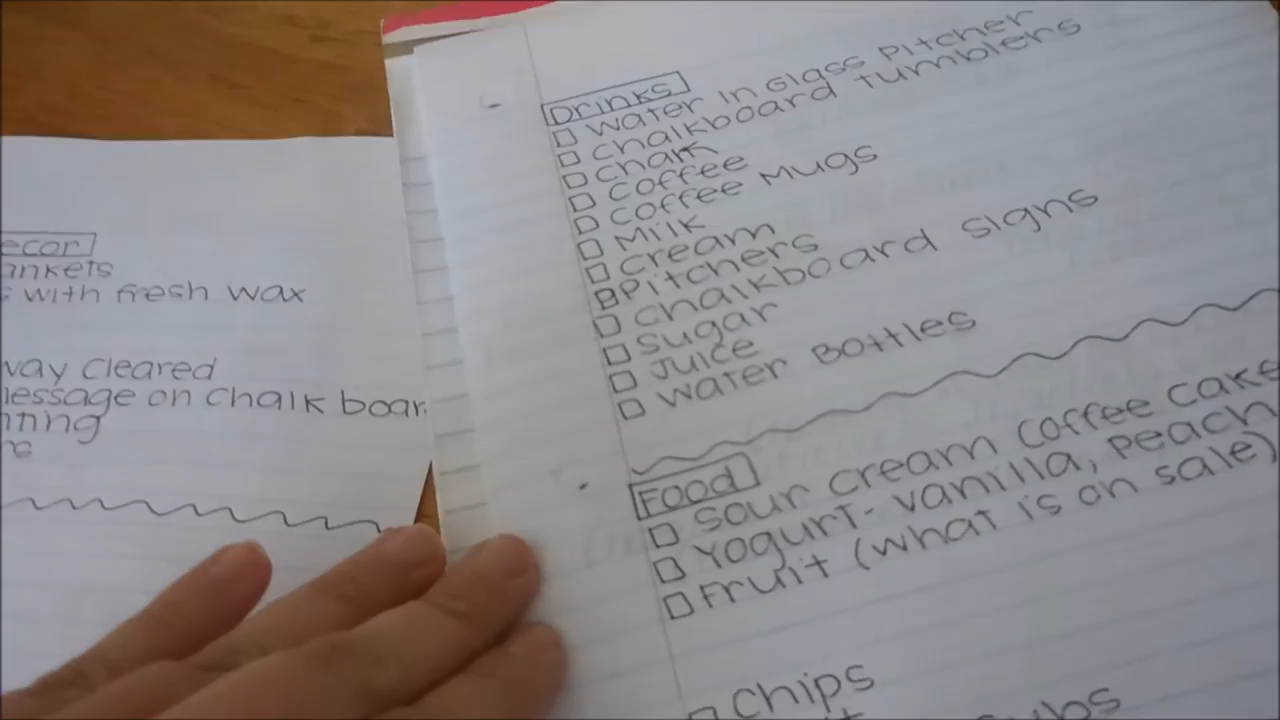 ecor
ankets
s with fresh wax
way cleared
essage on chalk boar
nting
Drinks
water in Glass Pitcher
chalkboard tumblers
chalk
coffee
coffee Mugs
Milk
cream
Pitchers
chalkboard signs
sugar
Juice
water Bottles
Food
sour cream coffee cake
Yogurt- vanilla, peach
Fruit (what is on sale)
Chips